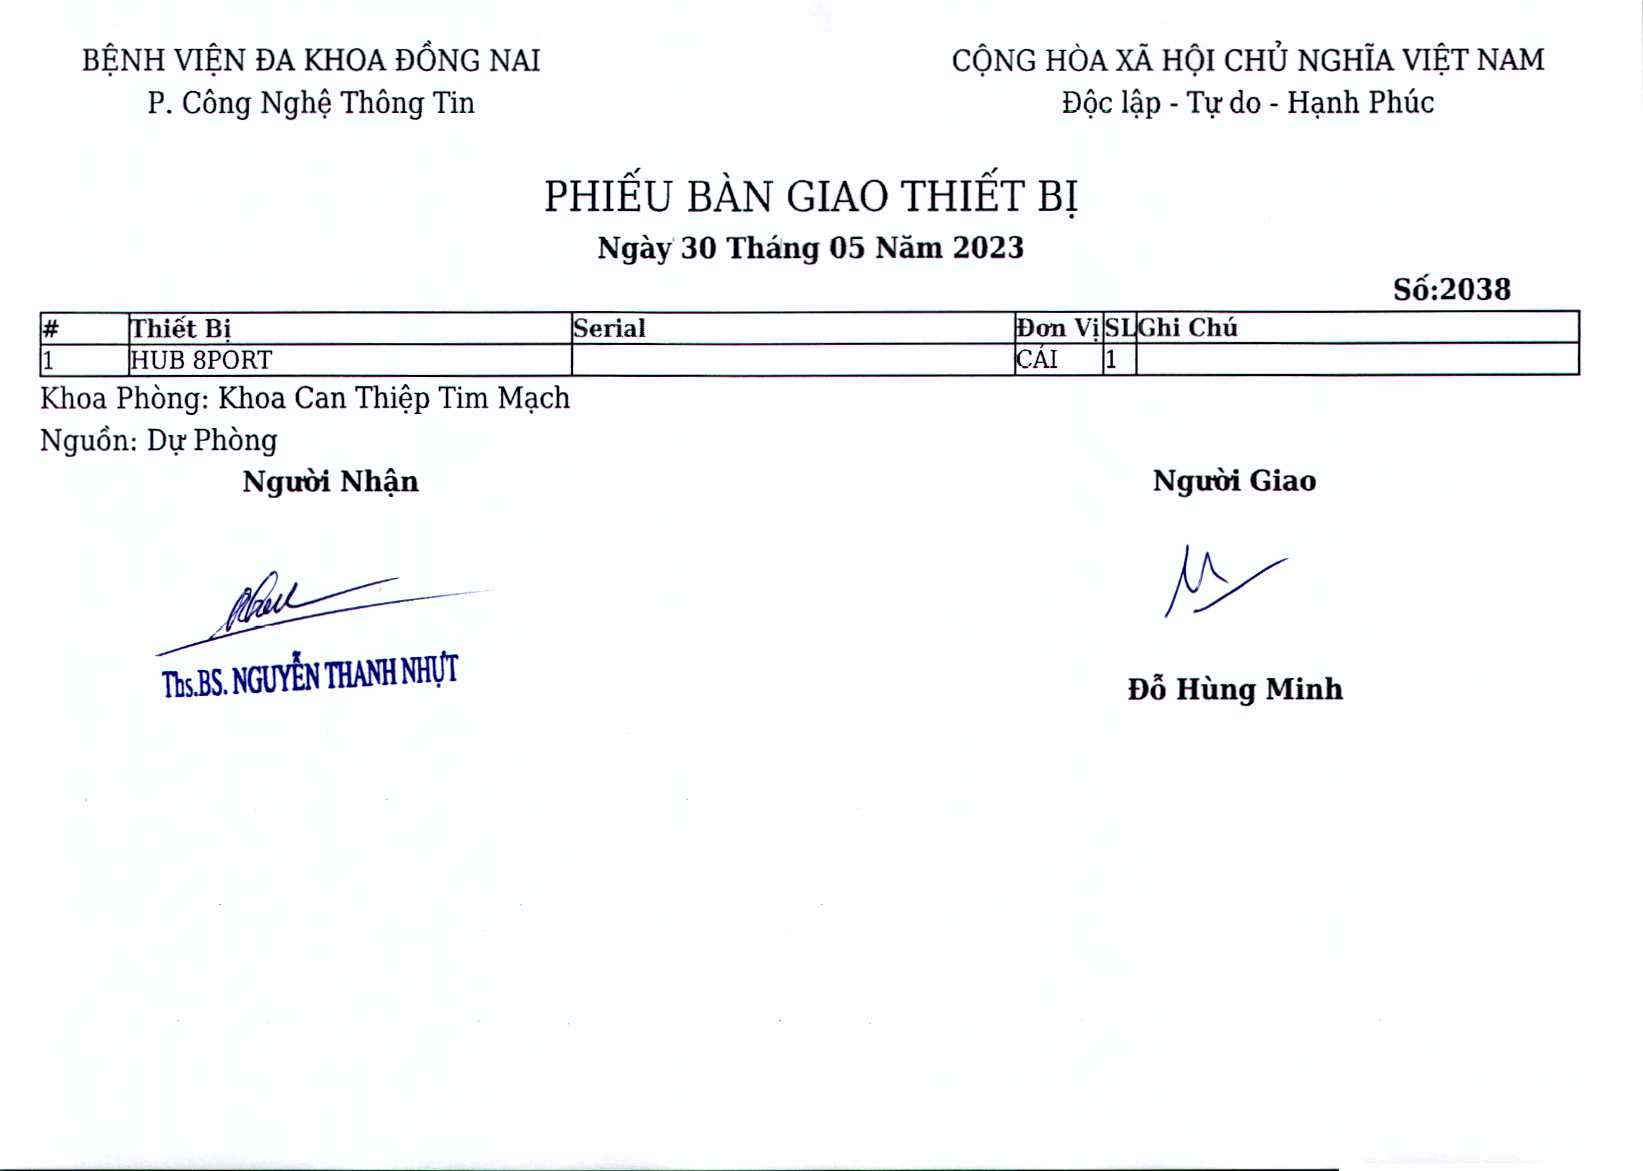 BỆNH VIỆN ĐA KHOA ĐỒNG NAI
P. Công Nghệ Thông Tin
CỘNG HÒA XÃ HỘI CHỦ NGHĨA VIỆT NAM
Độc lập - Tự do - Hạnh Phúc
PHIẾU BÀN GIAO THIẾT BỊ
Ngày 30 Tháng 05 Năm 2023
Số:2038
# Thiết Bị Serial Đơn Vị SL Ghi Chú
1 HUB 8PORT CÁI 1
Khoa Phòng: Khoa Can Thiệp Tim Mạch
Nguồn: Dự Phòng
Người Nhận
Người Giao
Ths.BS. NGUYỄN THANH NHỰT
Đỗ Hùng Minh